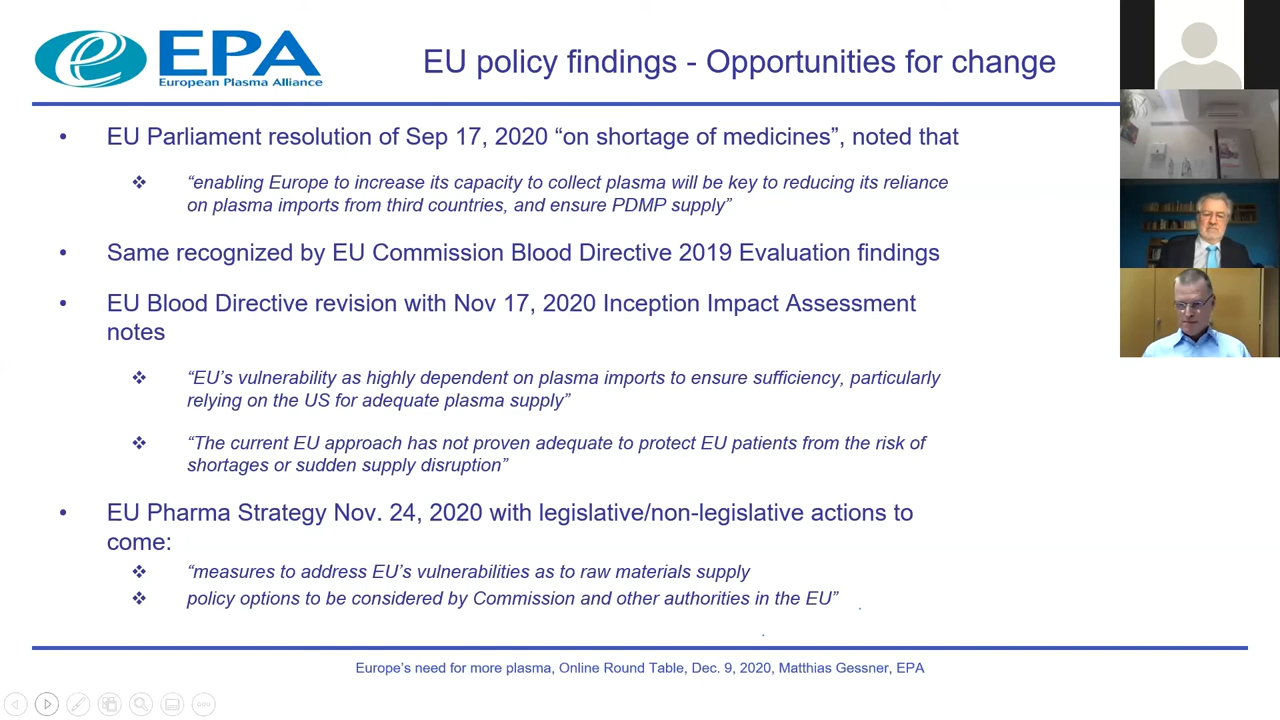 EPA
European Plasma Alliance
EU policy findings - Opportunities for change
• EU Parliament resolution of Sep 17, 2020 “on shortage of medicines”, noted that
❖ “enabling Europe to increase its capacity to collect plasma will be key to reducing its reliance
on plasma imports from third countries, and ensure PDMP supply”
• Same recognized by EU Commission Blood Directive 2019 Evaluation findings
• EU Blood Directive revision with Nov 17, 2020 Inception Impact Assessment
notes
❖ “EU’s vulnerability as highly dependent on plasma imports to ensure sufficiency, particularly
relying on the US for adequate plasma supply”
❖ “The current EU approach has not proven adequate to protect EU patients from the risk of
shortages or sudden supply disruption”
• EU Pharma Strategy Nov. 24, 2020 with legislative/non-legislative actions to
come:
❖ “measures to address EU’s vulnerabilities as to raw materials supply
❖ policy options to be considered by Commission and other authorities in the EU”
Europe’s need for more plasma, Online Round Table, Dec. 9, 2020, Matthias Gessner, EPA